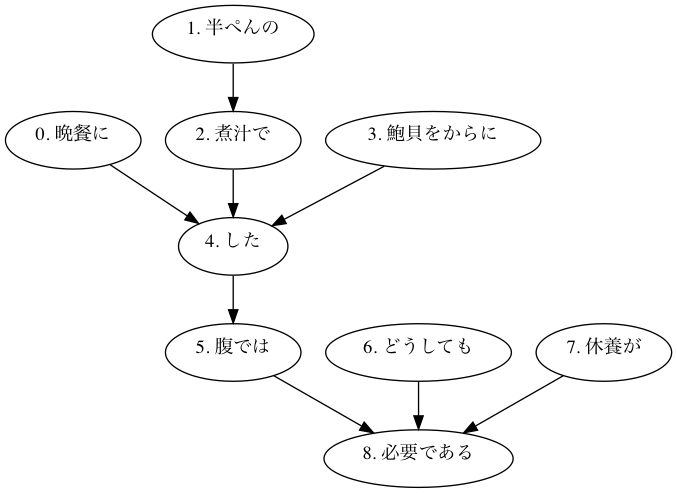 1. 半ぺんの
0. 晩餐に
2. 煮汁で
3. 鮑貝をからに
4. した
5. 腹では
6. どうしても
7. 休養が
8. 必要である